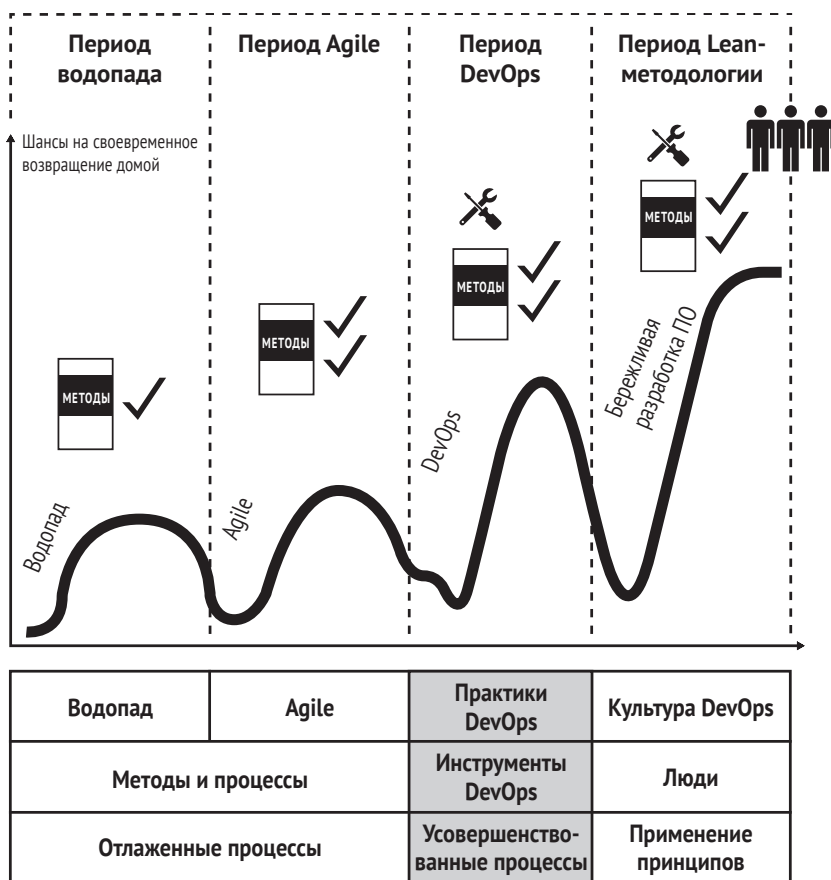 Период
водопада
Период Agile
Период
DevOps
Период Lean-
методологии
Шансы на своевременное
возвращение домой
МЕТОДЫ
МЕТОДЫ
МЕТОДЫ
МЕТОДЫ
Водопад
Agile
DevOps
Бережливая
разработка ПО
Водопад
Agile
Практики
DevOps
Культура DevOps
Методы и процессы
Инструменты
DevOps
Люди
Отлаженные процессы
Усовершенство-
ванные процессы
Применение
принципов